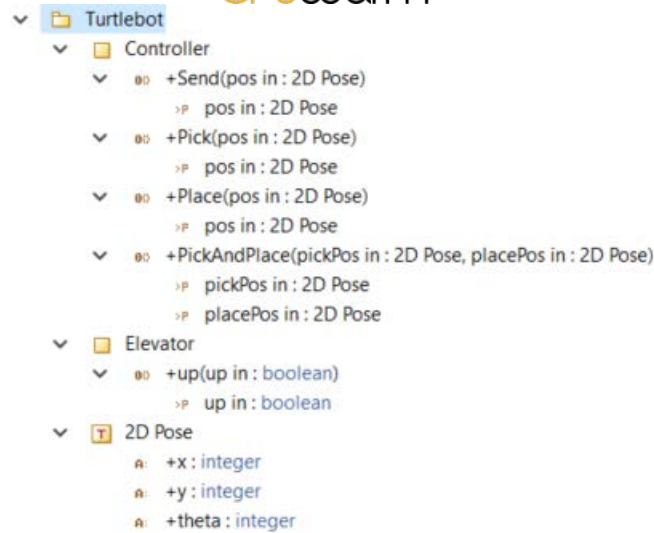 Turtlebot
Controller
+Send(pos in : 2D Pose)
pos in : 2D Pose
+Pick(pos in : 2D Pose)
pos in : 2D Pose
+Place(pos in : 2D Pose)
pos in : 2D Pose
+PickAndPlace(pickPos in : 2D Pose, placePos in : 2D Pose)
pickPos in : 2D Pose
placePos in : 2D Pose
Elevator
+up(up in : boolean)
up in : boolean
2D Pose
+x : integer
+y : integer
+theta : integer